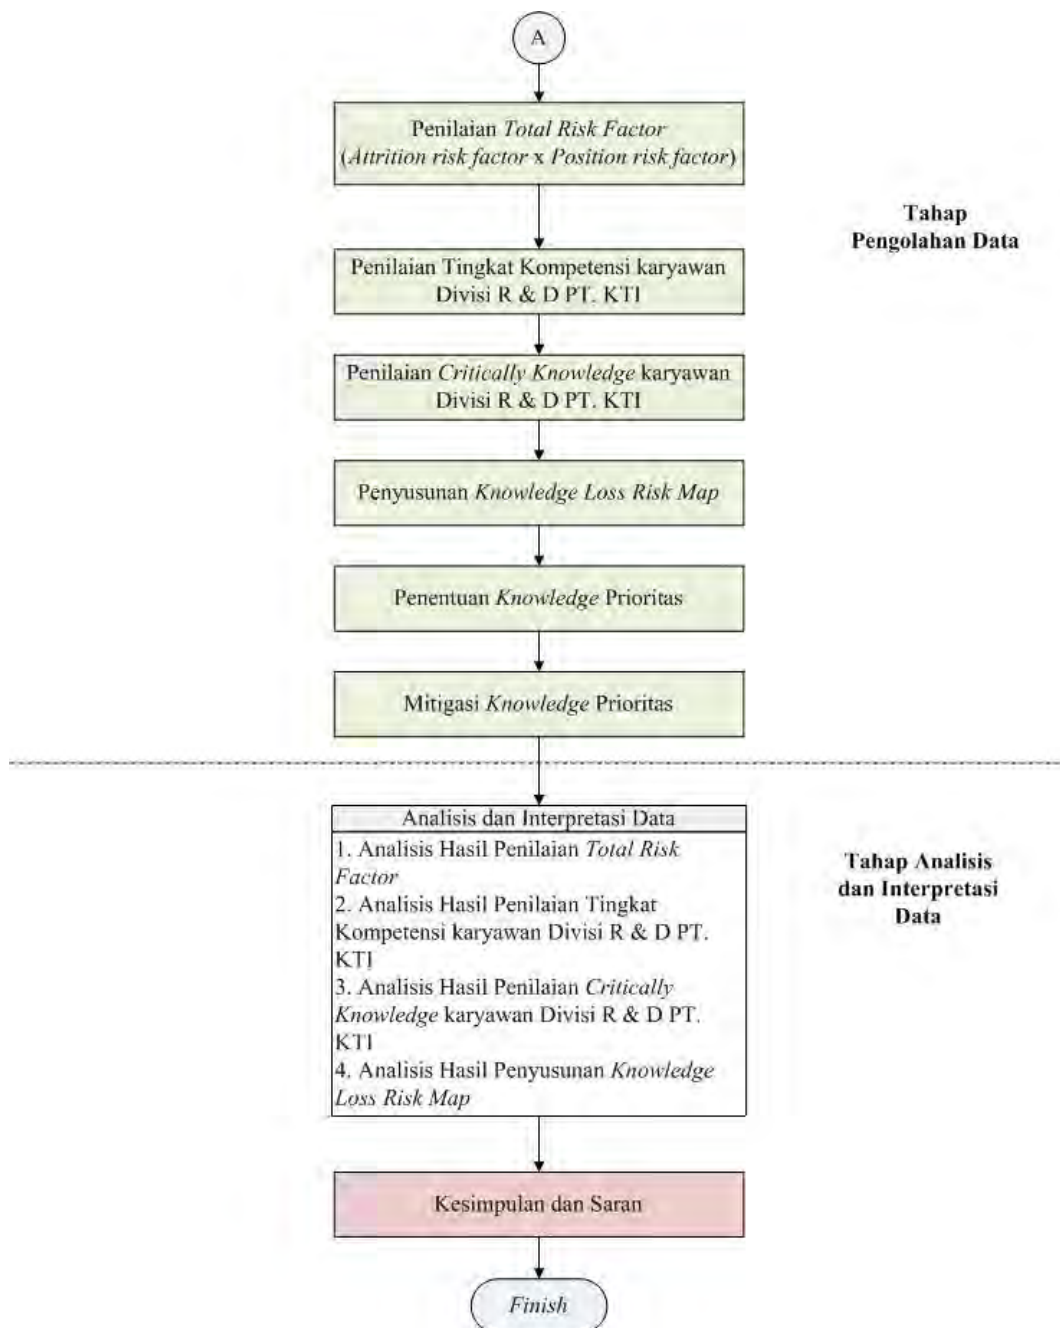 A
Penilaian Total Risk Factor
(Attrition risk factor x Position risk factor)
Tahap
Pengolahan Data
Penilaian Tingkat Kompetensi karyawan
Divisi R & D PT. KTI
Penilaian Critically Knowledge karyawan
Divisi R & D PT. KTI
Penyusunan Knowledge Loss Risk Map
Penentuan Knowledge Prioritas
Mitigasi Knowledge Prioritas
Analisis dan Interpretasi Data
1. Analisis Hasil Penilaian Total Risk
Factor
2. Analisis Hasil Penilaian Tingkat
Kompetensi karyawan Divisi R & D PT.
KTI
3. Analisis Hasil Penilaian Critically
Knowledge karyawan Divisi R & D PT.
KTI
4. Analisis Hasil Penyusunan Knowledge
Loss Risk Map
Tahap Analisis
dan Interpretasi
Data
Kesimpulan dan Saran
Finish